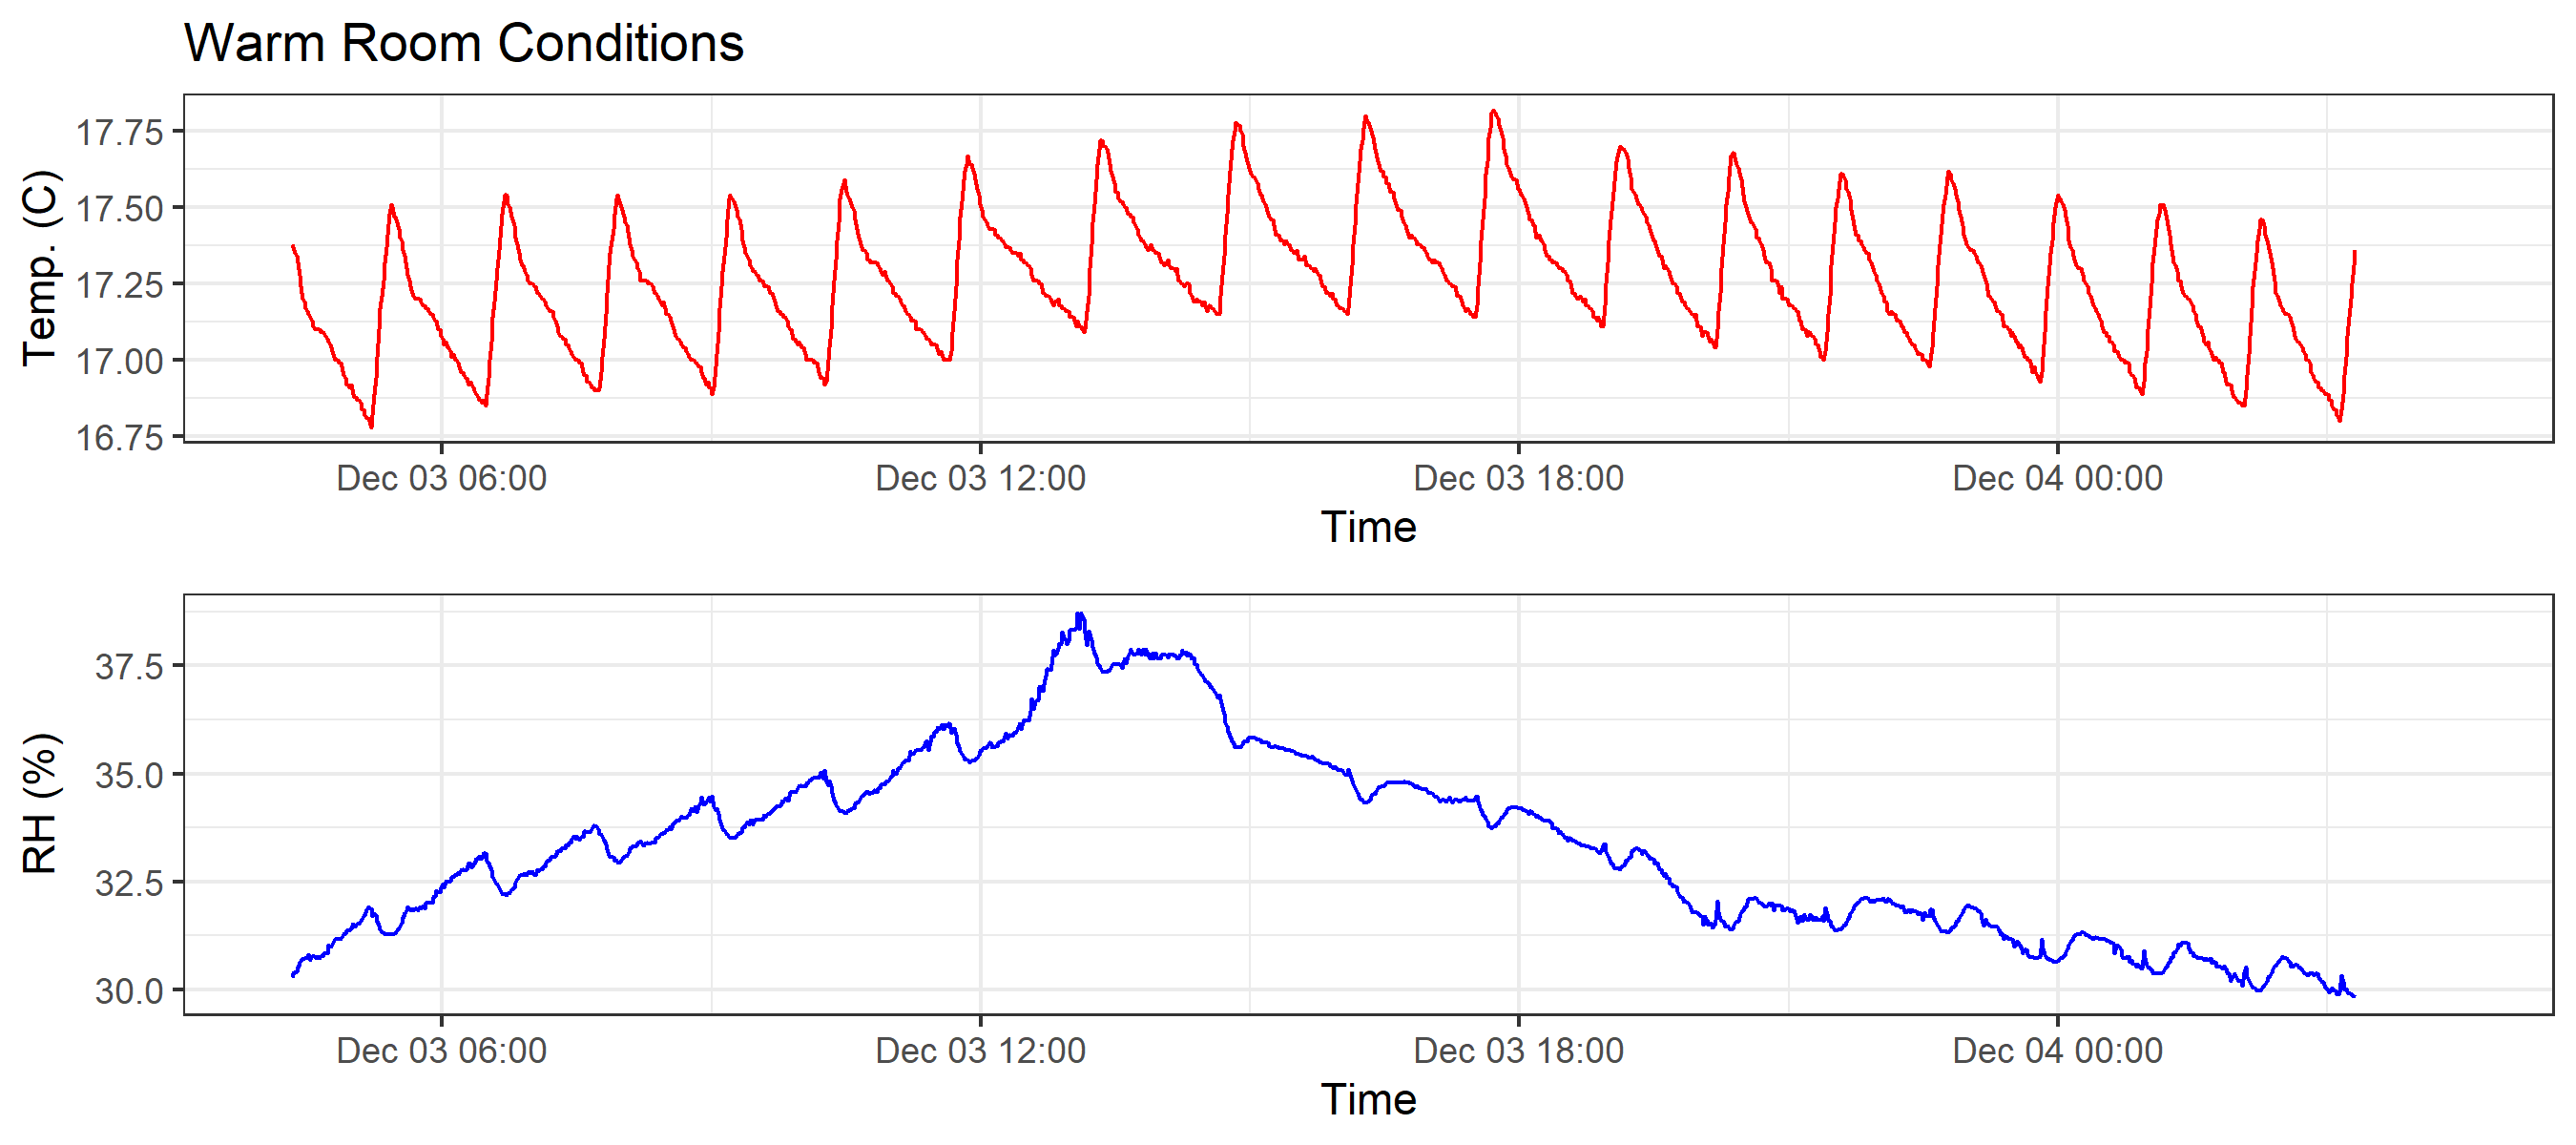 Warm Room Conditions
Temp. (C)
17.75
17.50
17.25
17.00
16.75
Dec 03 06:00 Dec 03 12:00 Dec 03 18:00 Dec 04 00:00
Time
RH (%)
37.5
35.0
32.5
30.0
Dec 03 06:00 Dec 03 12:00 Dec 03 18:00 Dec 04 00:00
Time